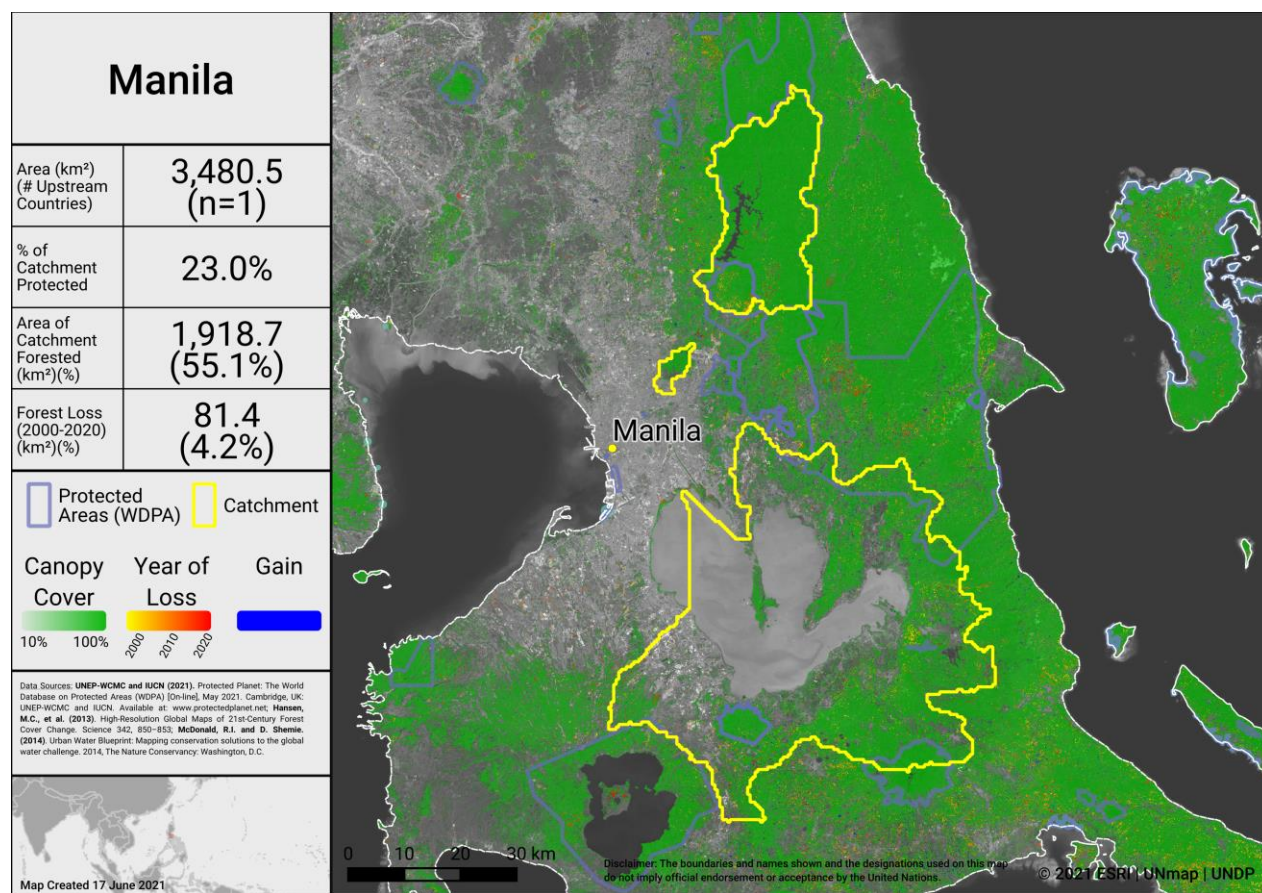 Manila
Area (km²)
(# Upstream
Countries)
3,480.5
(n=1)
% of
Catchment
Protected
23.0%
Area of
Catchment
Forested
(km²)(%)
1,918.7
(55.1%)
Forest Loss
(2000-2020)
(km²)(%)
81.4
(4.2%)
Protected
Areas (WDPA)
Catchment
Canopy
Cover
10% 100%
Year of
Loss
2000 2010 2020
Gain
Data Sources: UNEP-WCMC and IUCN (2021). Protected Planet: The World
Database on Protected Areas (WDPA) [On-line], May 2021. Cambridge, UK:
UNEP-WCMC and IUCN. Available at: www.protectedplanet.net; Hansen,
M.C., et al. (2013). High-Resolution Global Maps of 21st-Century Forest
Cover Change. Science 342, 850–853; McDonald, R.I. and D. Shemie.
(2014). Urban Water Blueprint: Mapping conservation solutions to the global
water challenge. 2014, The Nature Conservancy: Washington, D.C.
Map Created 17 June 2021
Manila
0 10 20 30 km
Disclaimer: The boundaries and names shown and the designations used on this map
do not imply official endorsement or acceptance by the United Nations.
© 2021 ESRI | UNmap | UNDP